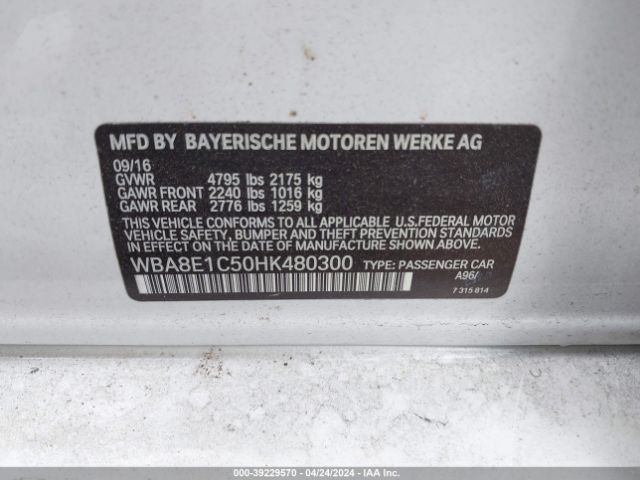 MFD BY BAYERISCHE MOTOREN WERKE AG
09/16
GVWR 4795 lbs 2175 kg
GAWR FRONT 2240 lbs 1016 kg
GAWR REAR 2776 lbs 1259 kg
THIS VEHICLE CONFORMS TO ALL APPLICABLE U.S.FEDERAL MOTOR
VEHICLE SAFETY, BUMPER AND THEFT PREVENTION STANDARDS
IN EFFECT ON THE DATE OF MANUFACTURE SHOWN ABOVE.
WBA8E1C50HK480300 TYPE: PASSENGER CAR
A96/
7 315 814
000-39229570 - 04/24/2024 - IAA Inc.